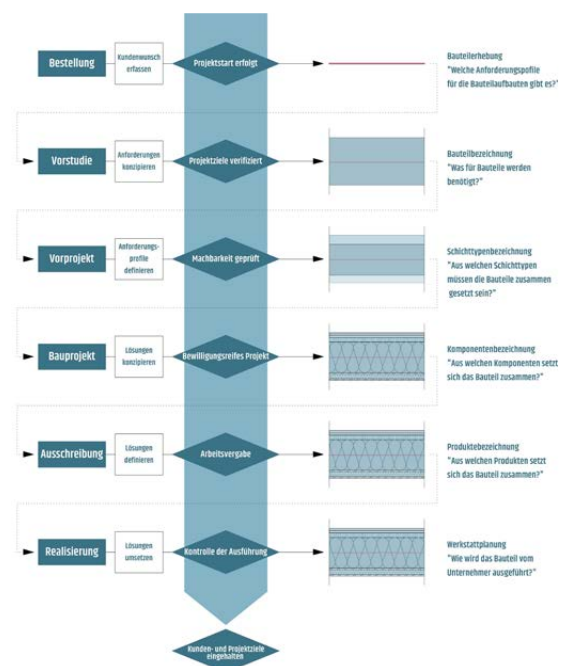 Bestellung
Kundenwunsch
erfassen
Projektstart erfolgt
Bauteilerhebung
"Welche Anforderungspofile
für die Bauteilaufbauten gibt es?"
Vorstudie
Anforderungen
konzipieren
Projektziele verifiziert
Bauteilbezeichnung
"Was für Bauteile werden
benötigt?"
Vorprojekt
Anforderungs-
profile
definieren
Machbarkeit geprüft
Schichttypenbezeichnung
"Aus welchen Schichttypen
müssen die Bauteile zusammen
gesetzt sein?"
Bauprojekt
Lösungen
konzipieren
Bewilligungsreifes Projekt
Komponentenbezeichnung
"Aus welchen Komponenten setzt
sich das Bauteil zusammen?"
Ausschreibung
Lösungen
definieren
Arbeitsvergabe
Produktebezeichnung
"Aus welchen Produkten setzt
sich das Bauteil zusammen?"
Realisierung
Lösungen
umsetzen
Kontrolle der Ausführung
Werkstattplanung
"Wie wird das Bauteil vom
Unternehmer ausgeführt?"
Kunden- und Projektziele
eingehalten